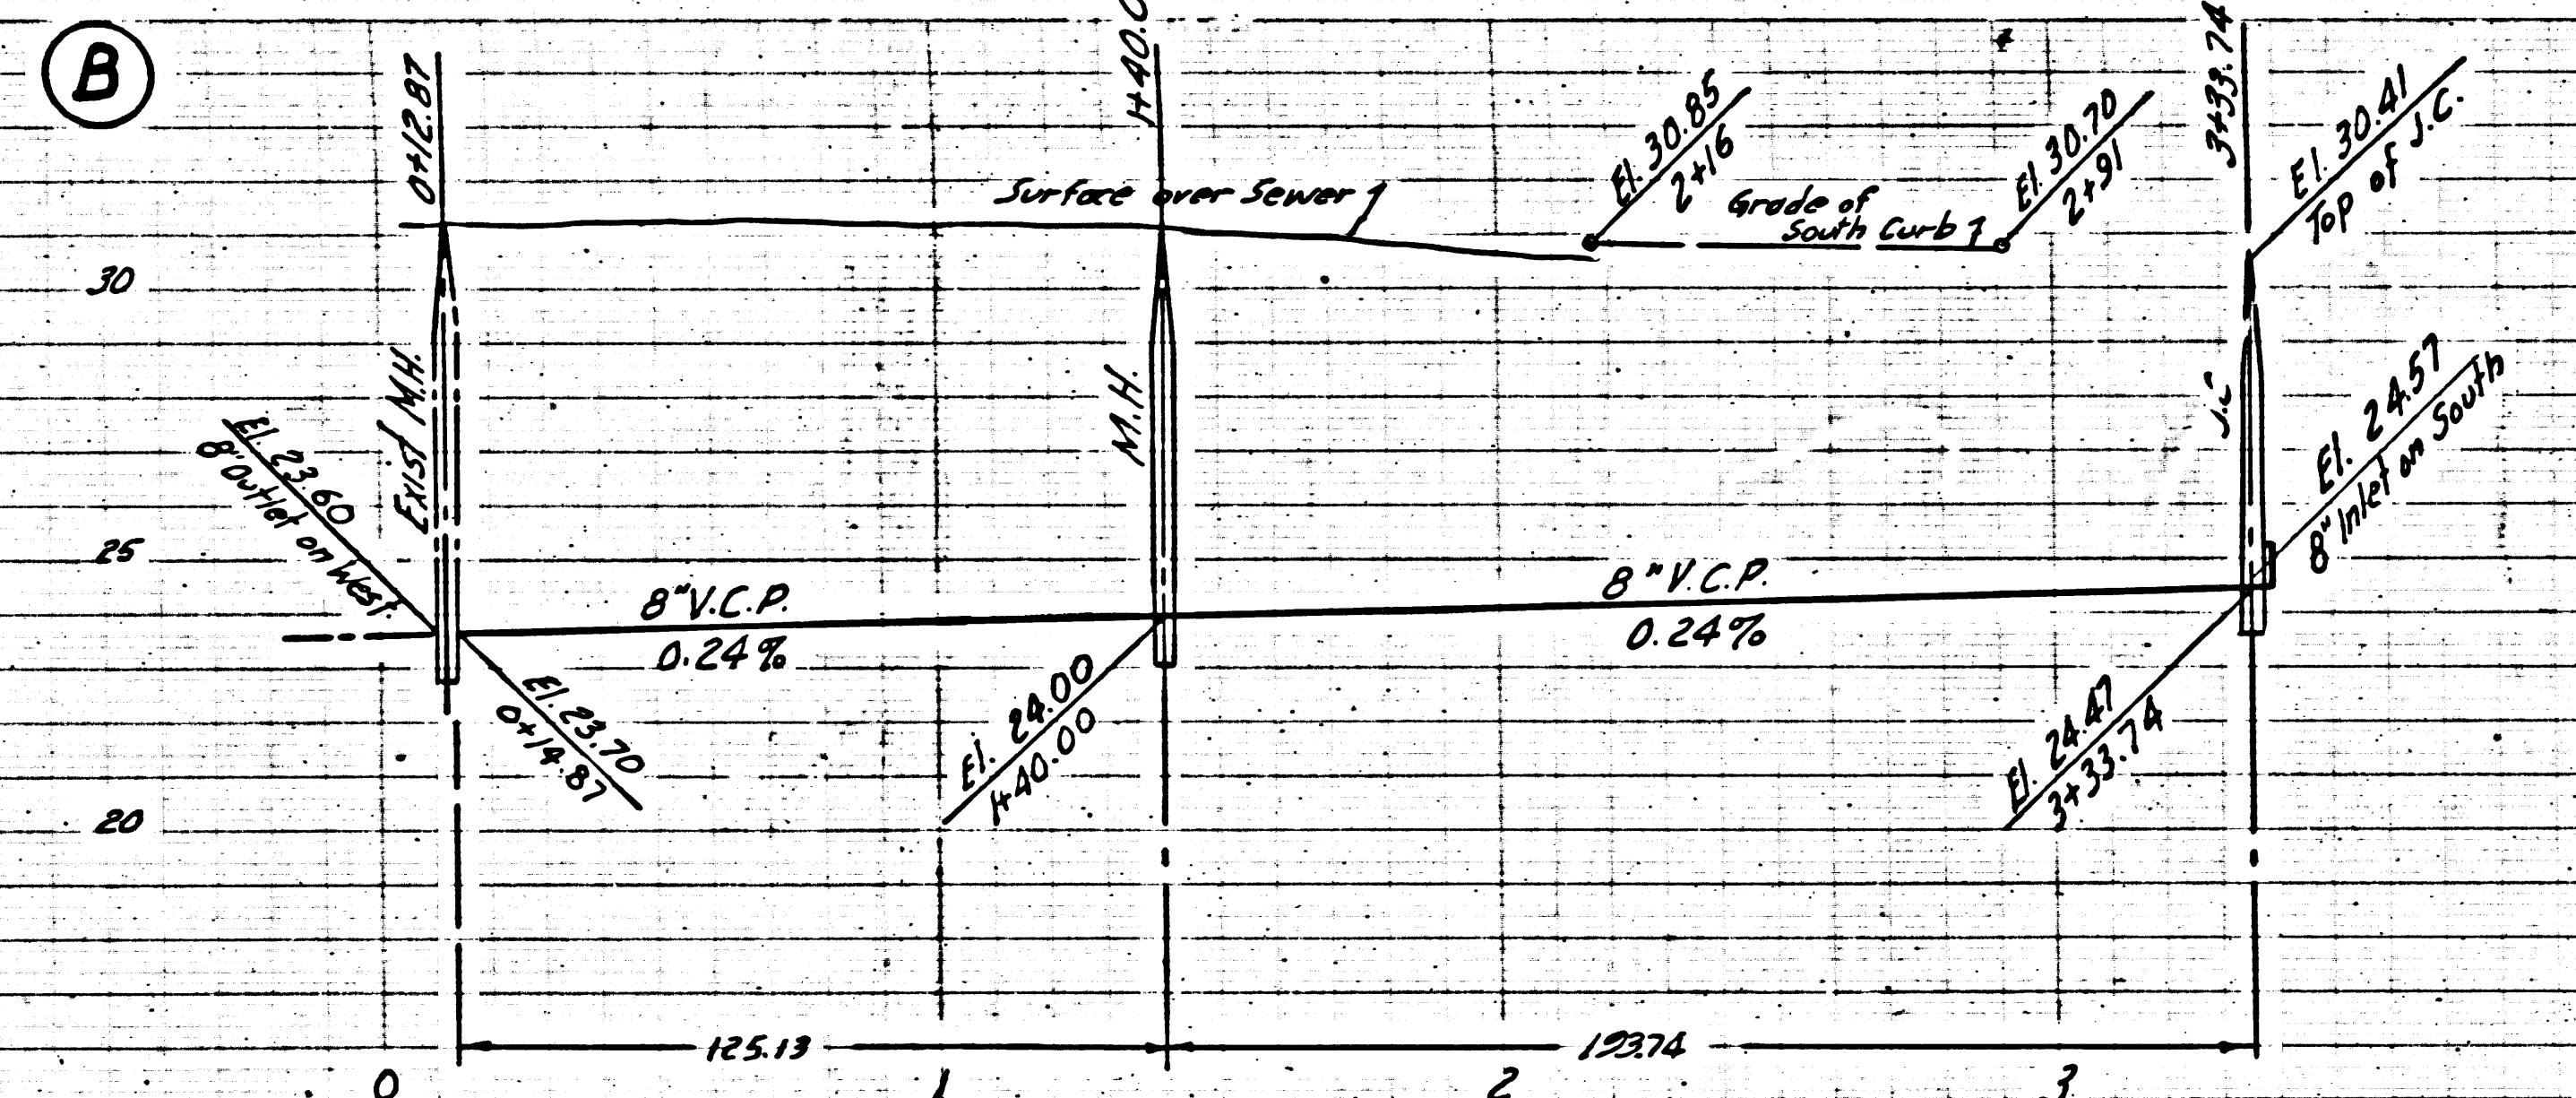 B
0+12.87
1+40.0
3+33.74
El. 30.85
2+16
El. 30.70
2+91
El. 30.41
Top of J.C.
Surface over Sewer
Grade of
South Curb
30
Exist M.H.
M.H.
J.C
El. 23.60
8" Outlet on West.
El. 24.57
8" Inlet on South
25
8" V.C.P.
0.24 %
8" V.C.P.
0.24 %
El. 23.70
0+14.87
El. 24.00
1+40.00
El. 24.47
3+33.74
20
125.13
193.74
0
1
2
3